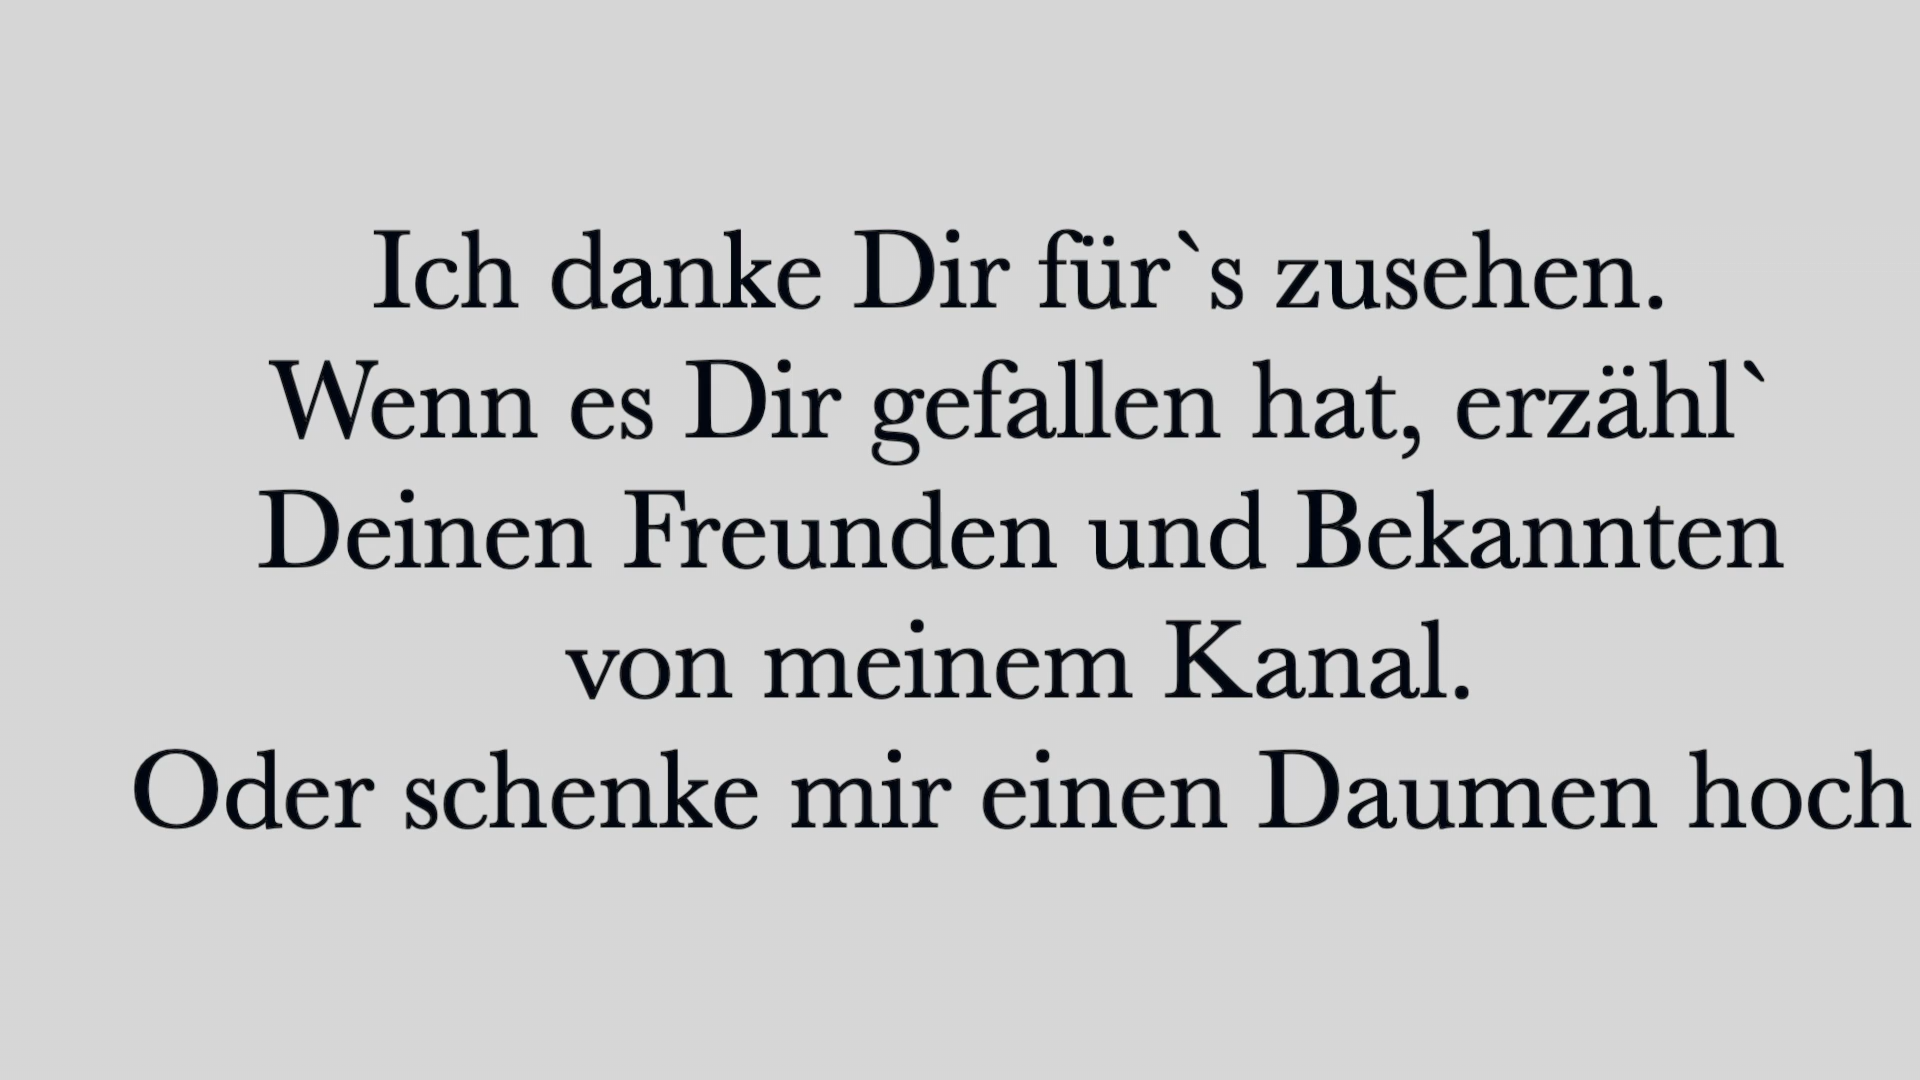 Ich danke Dir für`s zusehen.
Wenn es Dir gefallen hat, erzähl`
Deinen Freunden und Bekannten
von meinem Kanal.
Oder schenke mir einen Daumen hoch